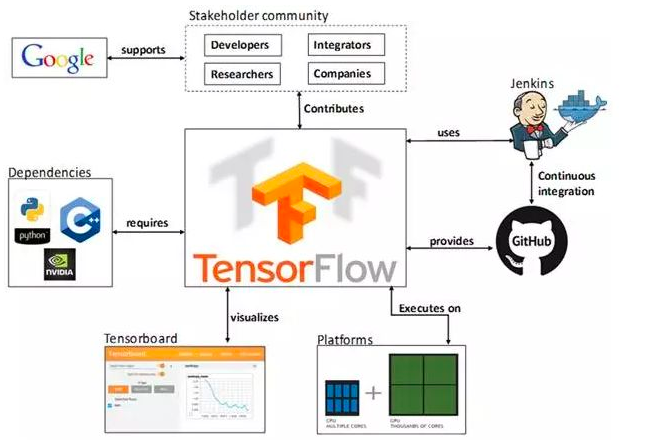 Stakeholder community
Google
supports
Developers
Integrators
Researchers
Companies
Contributes
Jenkins
uses
Dependencies
python
C++
NVIDIA
requires
TensorFlow
Continuous
integration
provides
GitHub
Executes on
visualizes
Tensorboard
Platforms
TensorBoard
CPU
MULTIPLE CORES
+
GPU
THOUSANDS OF CORES